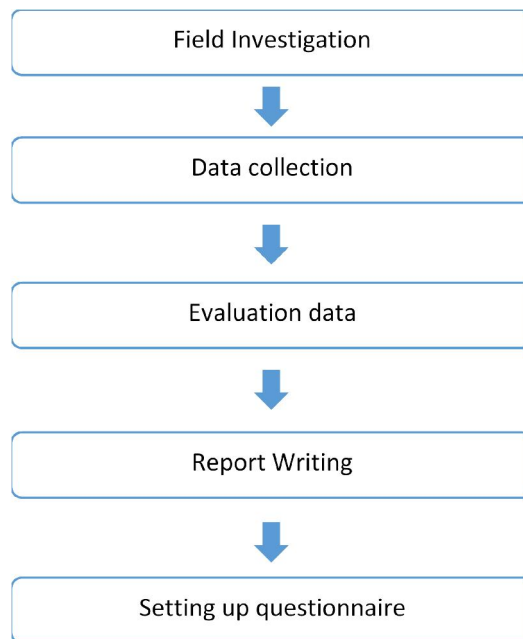 Field Investigation
Data collection
Evaluation data
Report Writing
Setting up questionnaire